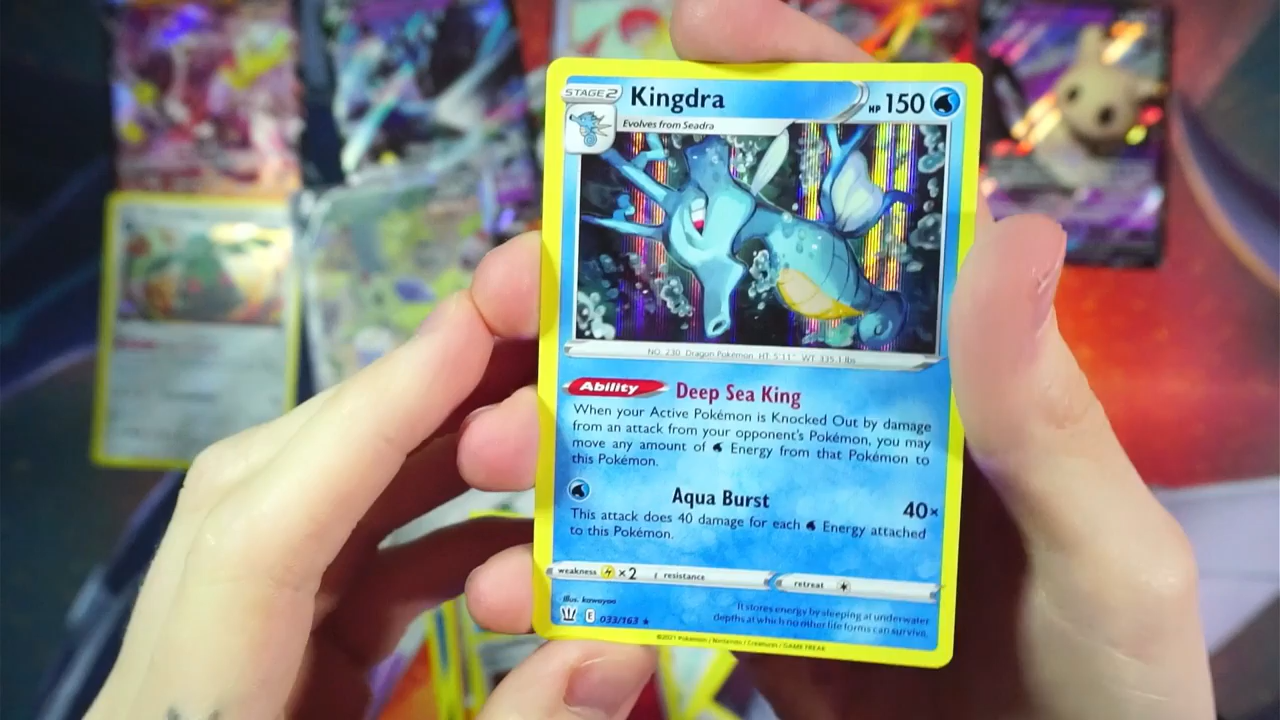 STAGE 2 Kingdra HP 150
Evolves from Seadra
NO. 230 Dragon Pokémon HT: 5'11" WT: 335.1 lbs
Ability Deep Sea King
When your Active Pokémon is Knocked Out by damage
from an attack from your opponent's Pokémon, you may
move any amount of Energy from that Pokémon to
this Pokémon.
Aqua Burst 40×
This attack does 40 damage for each Energy attached
to this Pokémon.
weakness ×2 resistance retreat
Illus. kawayoo
E 033/163 ★
It stores energy by sleeping at underwater
depths at which no other life forms can survive.
©2021 Pokémon / Nintendo / Creatures / GAME FREAK